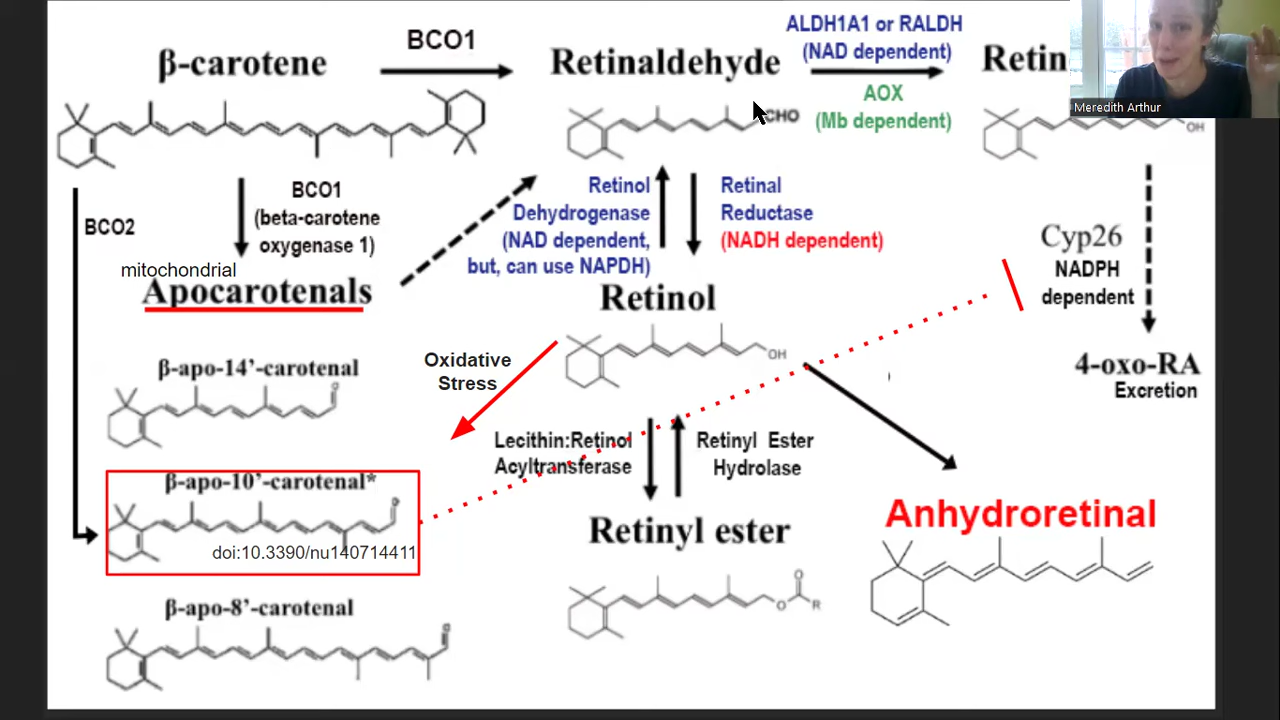 β-carotene
BCO1
Retinaldehyde
ALDH1A1 or RALDH
(NAD dependent)
AOX
(Mb dependent)
Retin
Meredith Arthur
CHO
OH
BCO2
BCO1
(beta-carotene
oxygenase 1)
mitochondrial
Apocarotenals
Retinol
Dehydrogenase
(NAD dependent,
but, can use NAPDH)
Retinal
Reductase
(NADH dependent)
Retinol
OH
Cyp26
NADPH
dependent
4-oxo-RA
Excretion
Oxidative
Stress
β-apo-14’-carotenal
O
β-apo-10’-carotenal*
O
doi:10.3390/nu140714411
β-apo-8’-carotenal
O
Lecithin:Retinol
Acyltransferase
Retinyl Ester
Hydrolase
Retinyl ester
O
O
R
Anhydroretinal